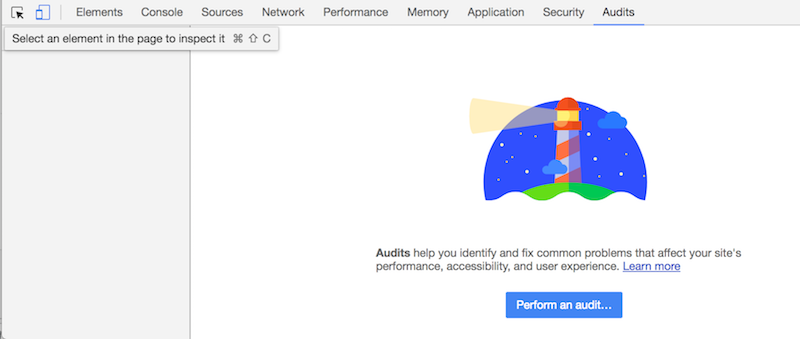 Elements Console Sources Network Performance Memory Application Security Audits
Select an element in the page to inspect it ⌘ ⇧ C
Audits help you identify and fix common problems that affect your site's
performance, accessibility, and user experience. Learn more
Perform an audit...